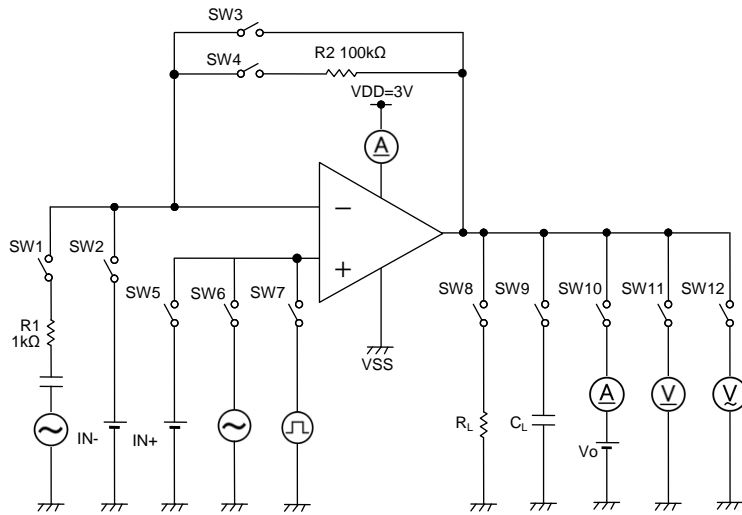 SW3
R2 100kΩ
SW4
VDD=3V
A
SW1
SW2
−
+
SW5
SW6
SW7
SW8
SW9
SW10
SW11
SW12
R1
1kΩ
VSS
A
V
V
IN-
IN+
RL
CL
Vo